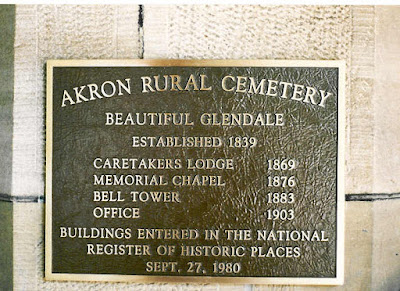 AKRON RURAL CEMETERY
BEAUTIFUL GLENDALE
ESTABLISHED 1839
CARETAKERS LODGE 1869
MEMORIAL CHAPEL 1876
BELL TOWER 1883
OFFICE 1903
BUILDINGS ENTERED IN THE NATIONAL
REGISTER OF HISTORIC PLACES
SEPT. 27, 1980